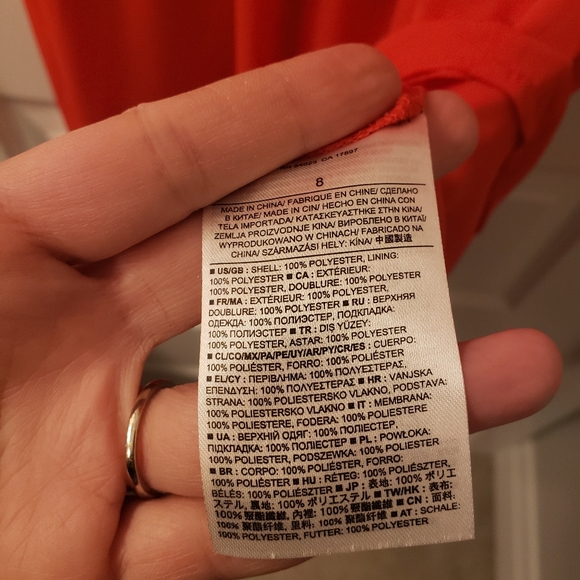 CA 17897
8
MADE IN CHINA/ FABRIQUE EN CHINE/ СДЕЛАНО
В КИТАЕ/ MADE IN CIN/ HECHO EN CHINA CON
TELA IMPORTADA/ ΚΑΤΑΣΚΕΥΑΣΤΗΚΕ ΣΤΗΝ ΚΙΝΑ/
ZEMLJA PROIZVODNJE KINA/ ВИРОБЛЕНО В КИТАЇ/
WYPRODUKOWANO W CHINACH/ FABRICADO NA
CHINA/ SZÁRMAZÁSI HELY: KÍNA/ 中國製造
■ US/GB : SHELL: 100% POLYESTER, LINING:
100% POLYESTER ■ CA : EXTÉRIEUR:
100% POLYESTER, DOUBLURE: 100% POLYESTER,
■ FR/MA : EXTÉRIEUR: 100% POLYESTER,
DOUBLURE: 100% POLYESTER ■ RU : ВЕРХНЯЯ
ОДЕЖДА: 100% ПОЛИЭСТЕР, ПОДКЛАДКА:
100% ПОЛИЭСТЕР ■ TR : DIŞ YÜZEY:
100% POLYESTER, ASTAR: 100% POLYESTER
■ CL/CO/MX/PA/PE/UY/AR/PY/CR/ES : CUERPO:
100% POLIÉSTER, FORRO: 100% POLIÉSTER
■ EL/CY : ΠΕΡΙΒΛΗΜΑ: 100% ΠΟΛΥΕΣΤΕΡΑΣ,
ΕΠΕΝΔΥΣΗ: 100% ΠΟΛΥΕΣΤΕΡΑΣ ■ HR : VANJSKA
STRANA: 100% POLIESTERSKO VLAKNO, PODSTAVA:
100% POLIESTERSKO VLAKNO ■ IT : MEMBRANA:
100% POLIESTERE, FODERA: 100% POLIESTERE
■ UA : ВЕРХНІЙ ОДЯГ: 100% ПОЛІЕСТЕР,
ПІДКЛАДКА: 100% ПОЛІЕСТЕР ■ PL : POWŁOKA:
100% POLIESTER, PODSZEWKA: 100% POLIESTER
■ BR : CORPO: 100% POLIÉSTER, FORRO:
100% POLIÉSTER ■ HU : RÉTEG: 100% POLIÉSZTER,
BÉLÉS: 100% POLIÉSZTER ■ JP : 表地: 100% ポリエ
ステル, 裏地: 100% ポリエステル ■ TW/HK : 表布:
100% 聚酯纖維, 內裡: 100% 聚酯纖維 ■ CN : 面料:
100% 聚酯纤维, 里料: 100% 聚酯纤维 ■ AT : SCHALE:
100% POLYESTER, FUTTER: 100% POLYESTER